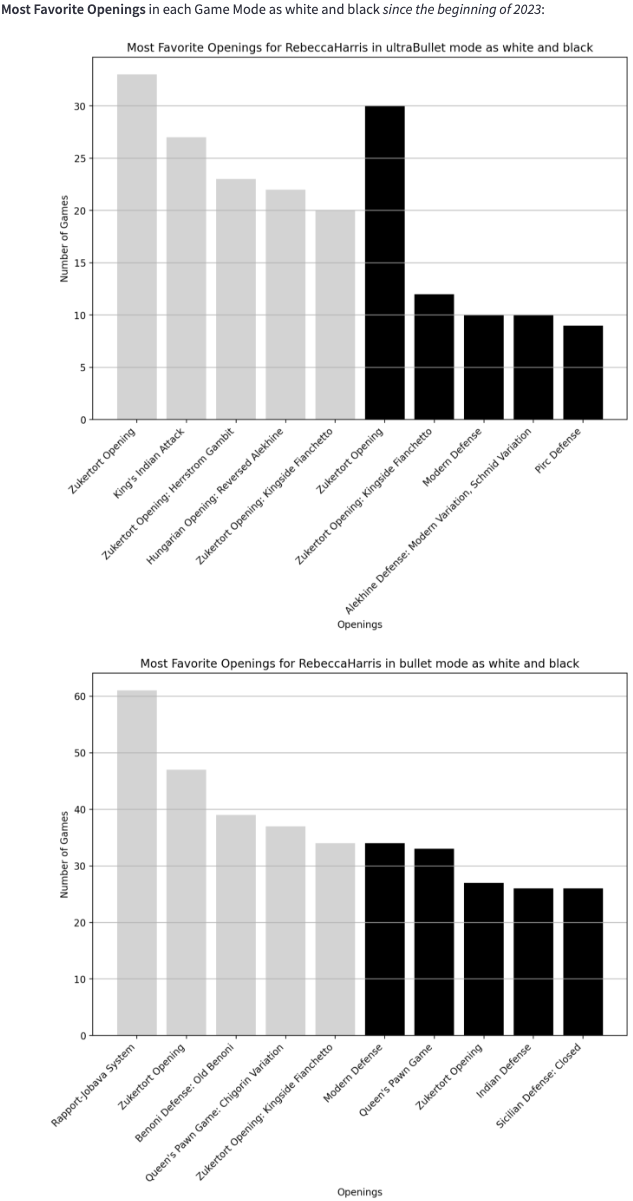 Most Favorite Openings in each Game Mode as white and black since the beginning of 2023:
Most Favorite Openings for RebeccaHarris in ultraBullet mode as white and black
Number of Games
30
25
20
15
10
5
0
Zukertort Opening
King's Indian Attack
Zukertort Opening: Herrstrom Gambit
Hungarian Opening: Reversed Alekhine
Zukertort Opening: Kingside Fianchetto
Zukertort Opening
Zukertort Opening: Kingside Fianchetto
Modern Defense
Alekhine Defense: Modern Variation, Schmid Variation
Pirc Defense
Openings
Most Favorite Openings for RebeccaHarris in bullet mode as white and black
Number of Games
60
50
40
30
20
10
0
Rapport-Jobava System
Zukertort Opening
Benoni Defense: Old Benoni
Queen's Pawn Game: Chigorin Variation
Zukertort Opening: Kingside Fianchetto
Modern Defense
Queen's Pawn Game
Zukertort Opening
Indian Defense
Sicilian Defense: Closed
Openings